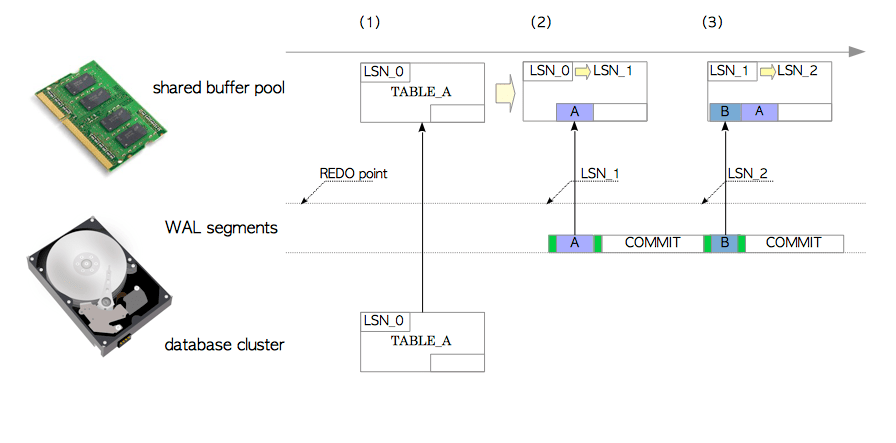 (1)
(2)
(3)
shared buffer pool
LSN_0
TABLE_A
LSN_0 LSN_1
A
LSN_1 LSN_2
B A
REDO point
LSN_1
LSN_2
WAL segments
A COMMIT B COMMIT
database cluster
LSN_0
TABLE_A